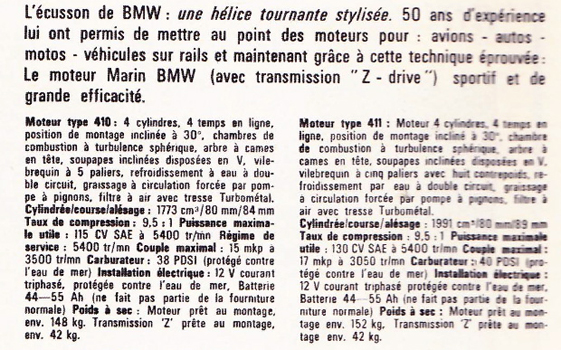 L'écusson de BMW : une hélice tournante stylisée. 50 ans d'expérience
lui ont permis de mettre au point des moteurs pour : avions - autos -
motos - véhicules sur rails et maintenant grâce à cette technique éprouvée :
Le moteur Marin BMW (avec transmission "Z - drive") sportif et de
grande efficacité.
Moteur type 410 : 4 cylindres, 4 temps en ligne,
position de montage inclinée à 30°, chambres de
combustion à turbulence sphérique, arbre à cames
en tête, soupapes inclinées disposées en V, vile-
brequin à 5 paliers, refroidissement à eau à dou-
ble circuit, graissage à circulation forcée par pom-
pe à pignons, filtre à air avec tresse Turbométal.
Cylindrée/course/alésage : 1773 cm³/80 mm/84 mm
Taux de compression : 9,5 : 1 Puissance maxima-
le utile : 115 CV SAE à 5400 tr/mn Régime de
service : 5400 tr/mn Couple maximal : 15 mkp à
3500 tr/mn Carburateur : 38 PDSI (protégé contre
l'eau de mer) Installation électrique : 12 V courant
triphasé, protégée contre l'eau de mer, Batterie
44—55 Ah (ne fait pas partie de la fourniture
normale) Poids à sec : Moteur prêt au montage,
env. 148 kg. Transmission 'Z' prête au montage,
env. 42 kg.
Moteur type 411 : Moteur 4 cylindres, 4 temps en
ligne, position de montage incliné à 30°, chambre
de combustion à turbulence sphérique, arbre à
cames en tête, soupapes inclinées disposées en V,
vilebrequin à cinq paliers avec huit contrepoids, re-
froidissement par eau à double circuit, graissage
à circulation forcée par pompe à pignons, filtre à
air avec tresse Turbométal.
Cylindrée/course/alésage : 1991 cm³/80 mm/89 mm
Taux de compression : 9,5 : 1 Puissance maximale
utile : 130 CV SAE à 5400 tr/mn Couple maximal :
17 mkp à 3050 tr/mn Carburateur : 40 PDSI (pro-
tégé contre l'eau de mer) Installation électrique :
12 V courant triphasé protégée contre l'eau de mer,
Batterie 44—55 Ah (ne fait pas partie de la four-
niture normale) Poids à sec : Moteur prêt au mon-
tage env. 152 kg, Transmission 'Z' prête au mon-
tage env. 42 kg.